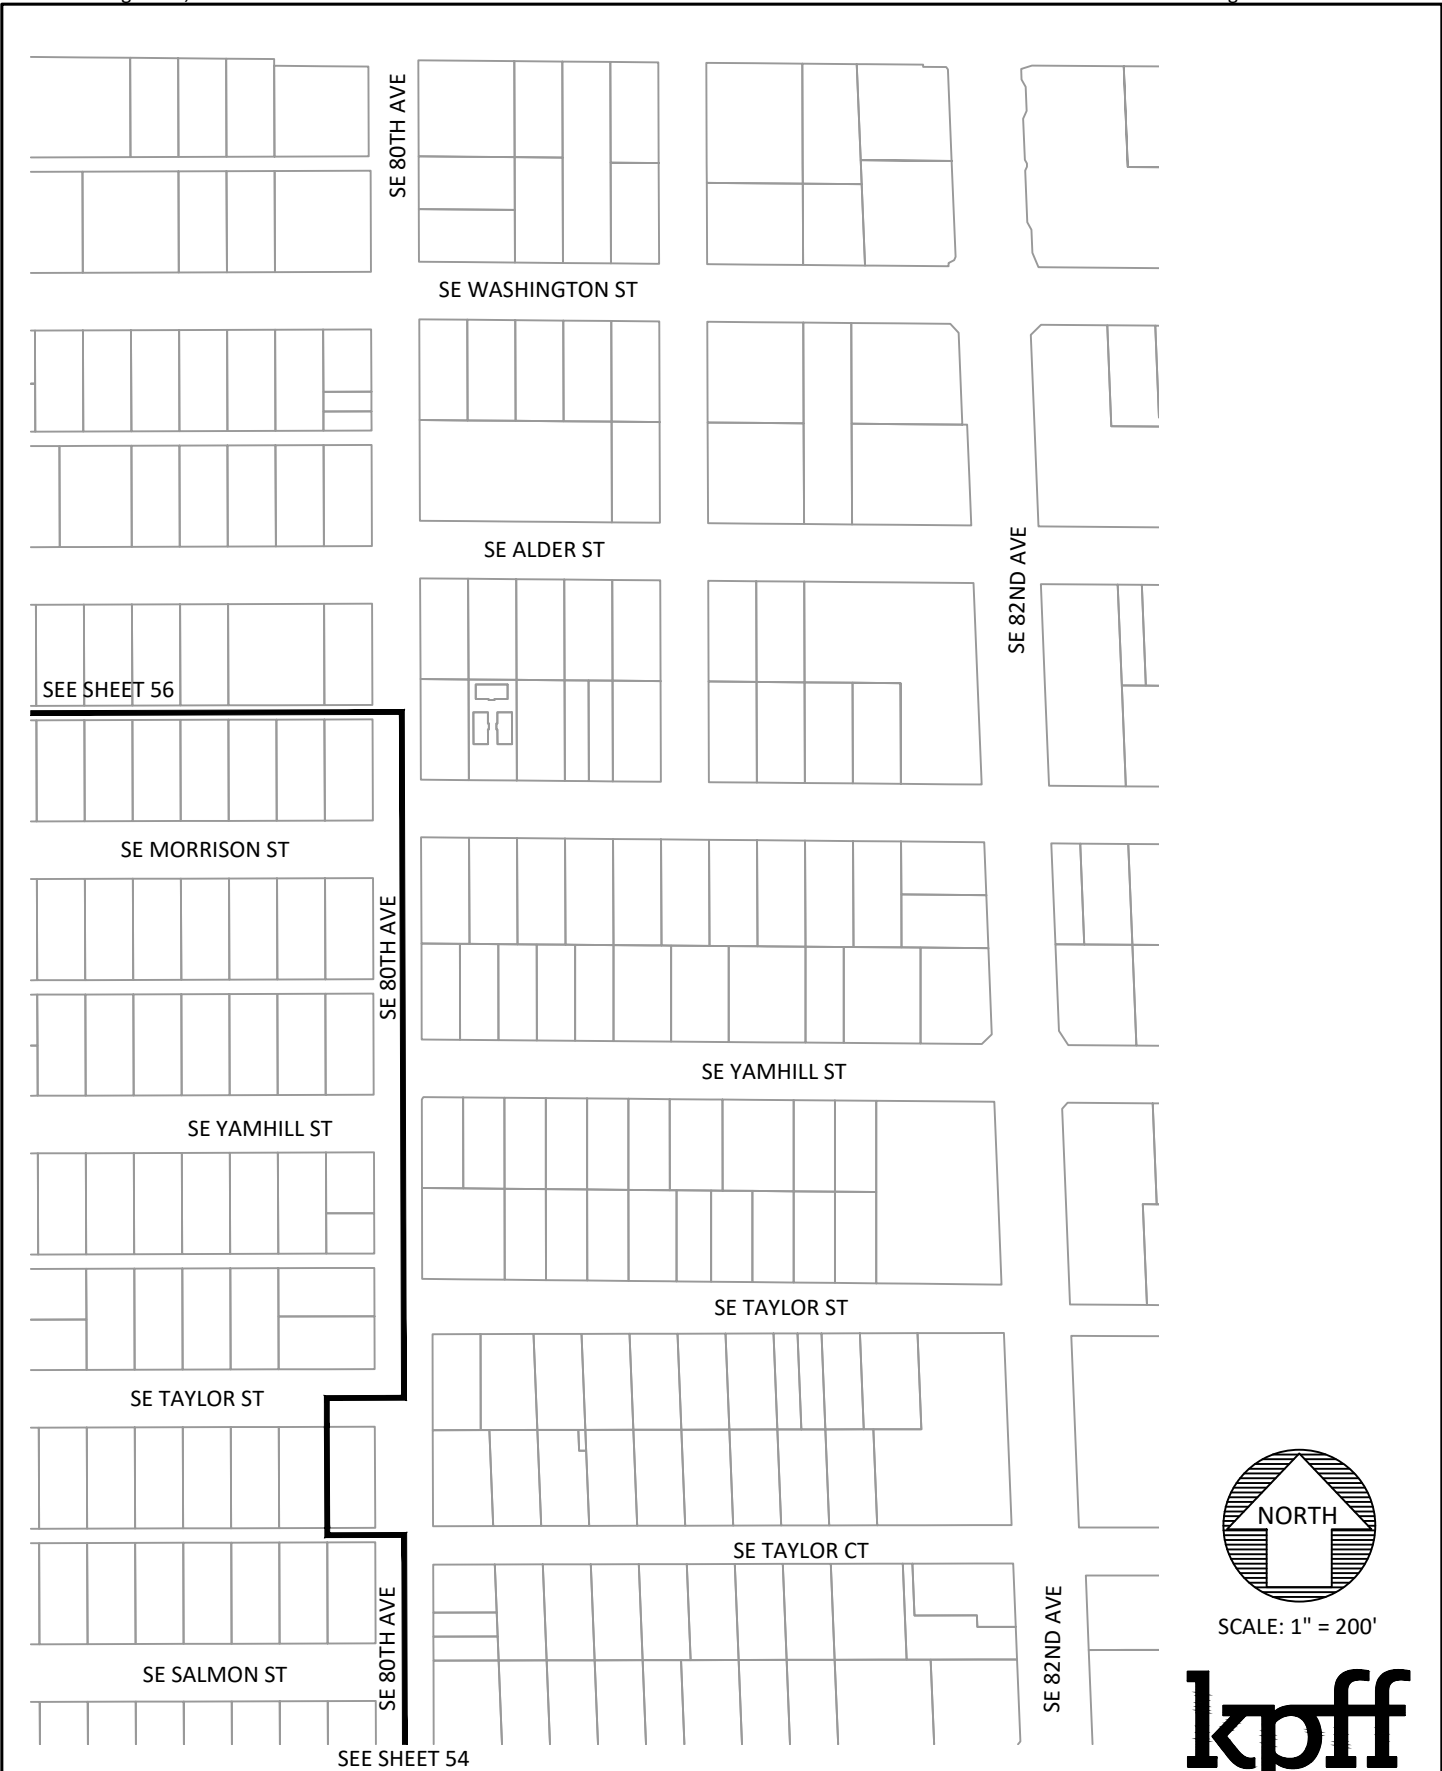 SE 80TH AVE
SE WASHINGTON ST
SE ALDER ST
SE 82ND AVE
SEE SHEET 56
SE MORRISON ST
SE 80TH AVE
SE YAMHILL ST
SE YAMHILL ST
SE TAYLOR ST
SE TAYLOR ST
NORTH
SE TAYLOR CT
SE 80TH AVE
SE 82ND AVE
SCALE: 1" = 200'
SE SALMON ST
kpff
SEE SHEET 54